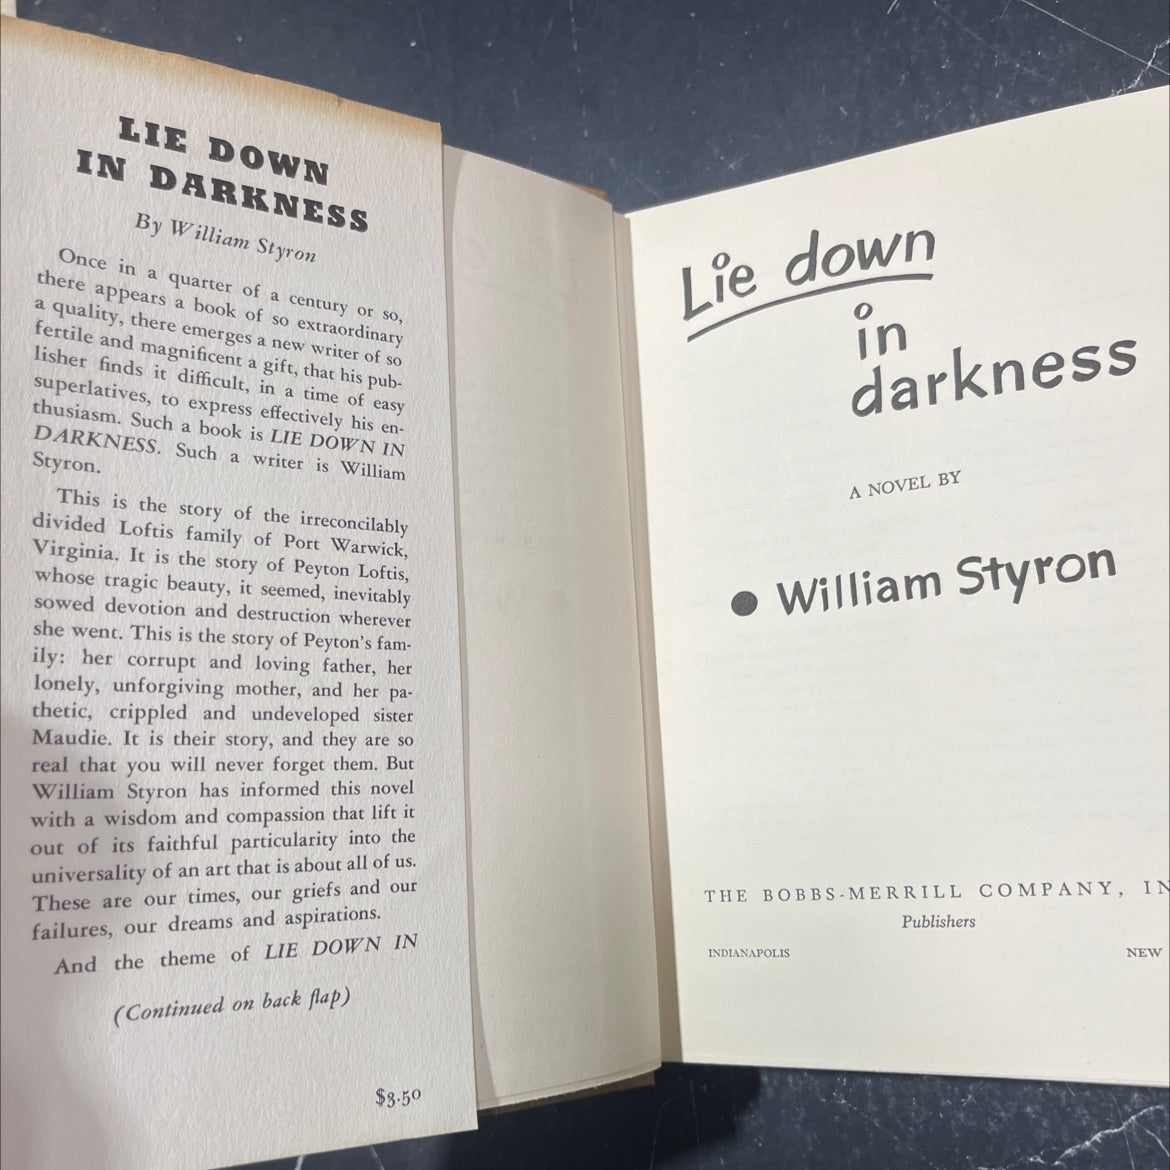 LIE DOWN
IN DARKNESS
By William Styron
Once in a quarter of a century or so,
there appears a book of so extraordinary
a quality, there emerges a new writer of so
fertile and magnificent a gift, that his pub-
lisher finds it difficult, in a time of easy
superlatives, to express effectively his en-
thusiasm. Such a book is LIE DOWN IN
DARKNESS. Such a writer is William
Styron.
This is the story of the irreconcilably
divided Loftis family of Port Warwick,
Virginia. It is the story of Peyton Loftis,
whose tragic beauty, it seemed, inevitably
sowed devotion and destruction wherever
she went. This is the story of Peyton's fam-
ily: her corrupt and loving father, her
lonely, unforgiving mother, and her pa-
thetic, crippled and undeveloped sister
Maudie. It is their story, and they are so
real that you will never forget them. But
William Styron has informed this novel
with a wisdom and compassion that lift it
out of its faithful particularity into the
universality of an art that is about all of us.
These are our times, our griefs and our
failures, our dreams and aspirations.
And the theme of LIE DOWN IN
(Continued on back flap)
$3.50
Lie down
in
darkness
A NOVEL BY
• William Styron
THE BOBBS-MERRILL COMPANY, IN
Publishers
INDIANAPOLIS NEW